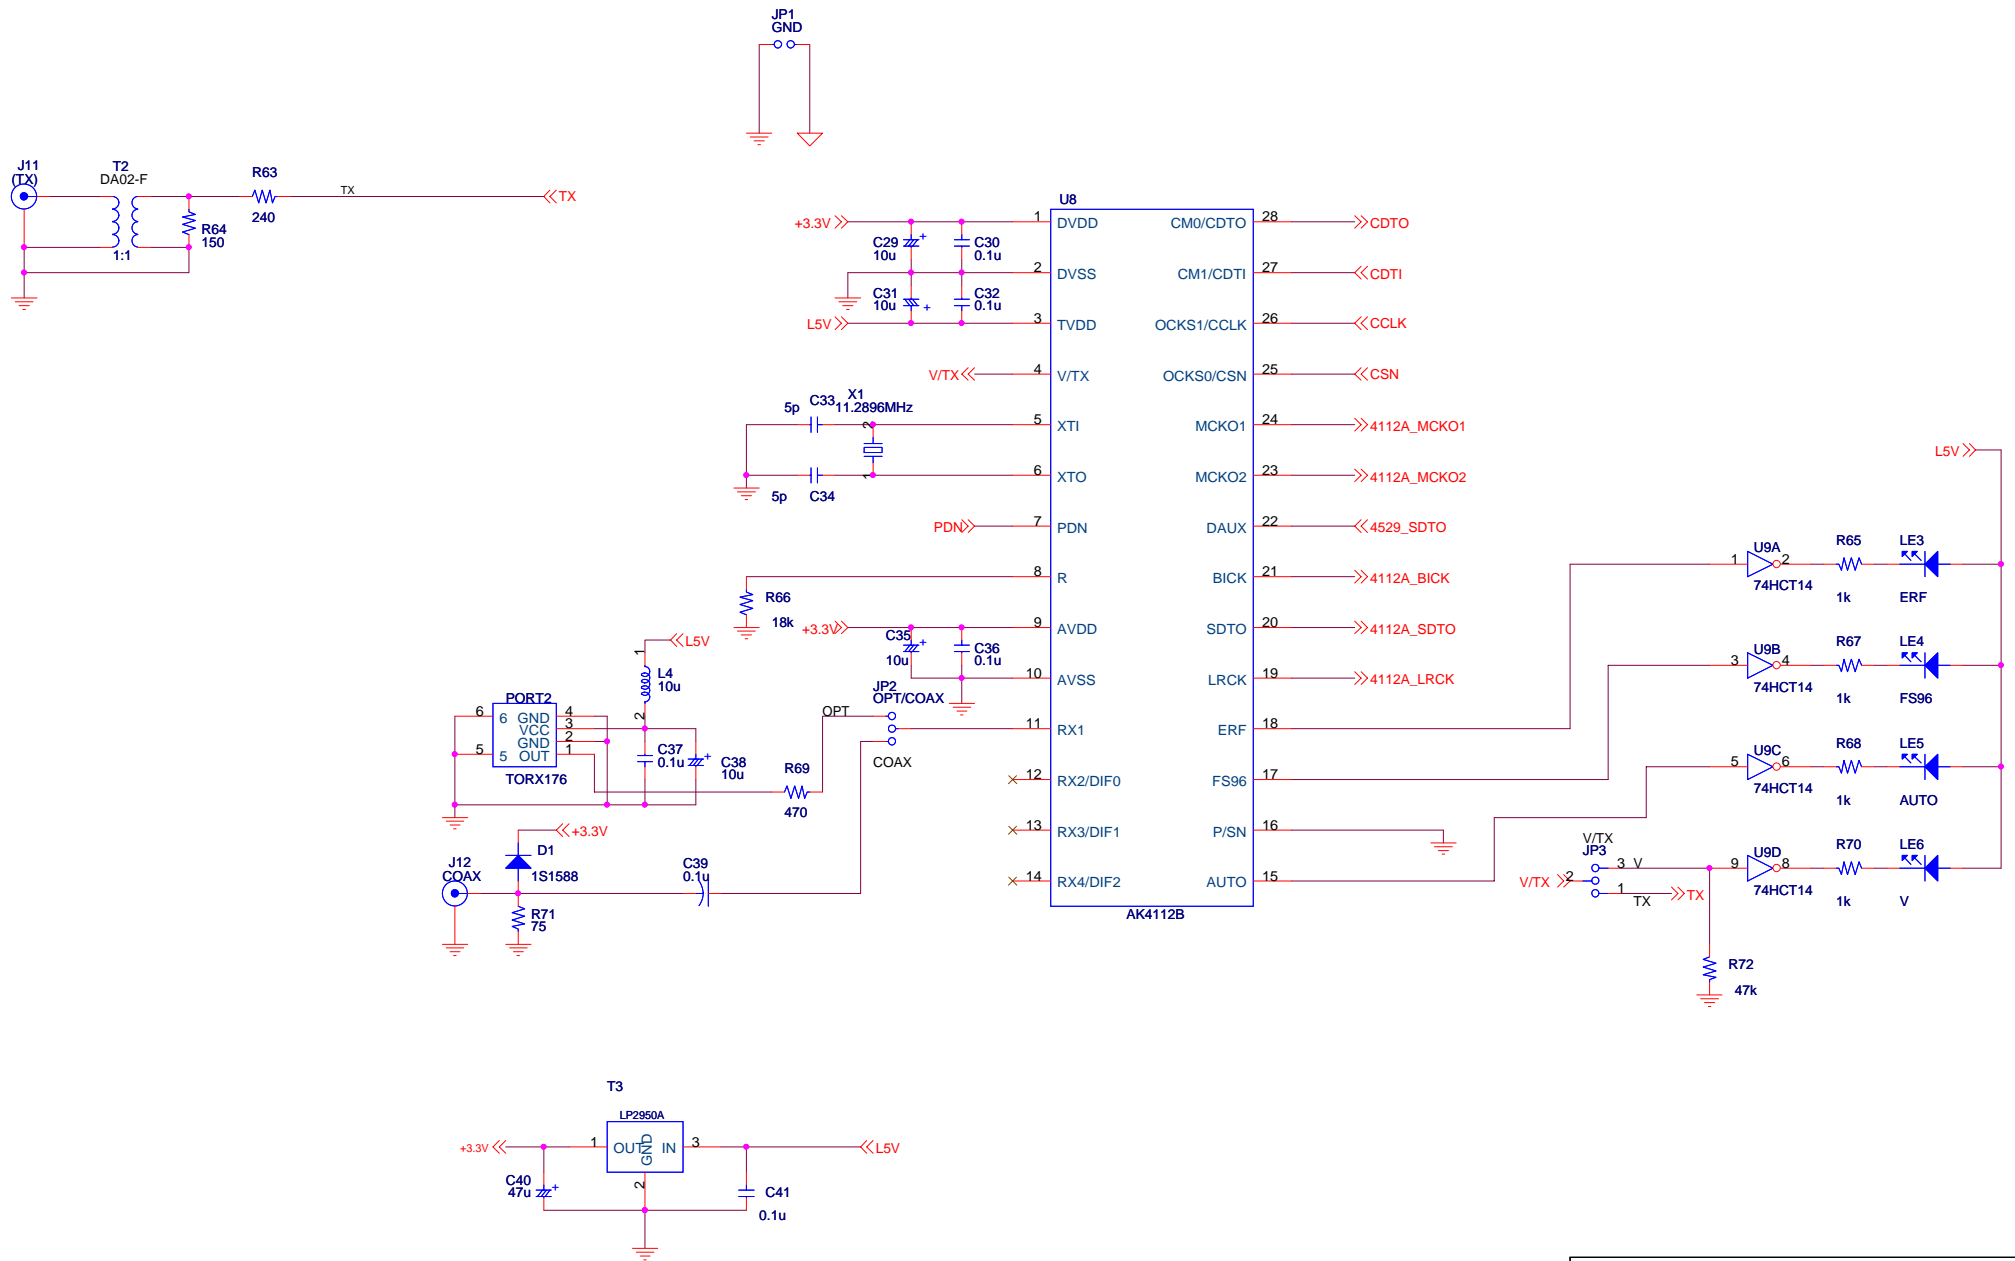 JP1
GND
J11
(TX)
T2
DA02-F
1:1
R64
150
R63
240
TX
TX
U8
+3.3V
C29
10u
C30
0.1u
C31
10u
C32
0.1u
L5V
V/TX
C33
5p
X1
11.2896MHz
2
1
5p
C34
PDN
R66
18k
+3.3V
C35
10u
C36
0.1u
1 DVDD
2 DVSS
3 TVDD
4 V/TX
5 XTI
6 XTO
7 PDN
8 R
9 AVDD
10 AVSS
11 RX1
12 RX2/DIF0
13 RX3/DIF1
14 RX4/DIF2
CM0/CDTO 28 CDTO
CM1/CDTI 27 CDTI
OCKS1/CCLK 26 CCLK
OCKS0/CSN 25 CSN
MCKO1 24 4112A_MCKO1
MCKO2 23 4112A_MCKO2
DAUX 22 4529_SDTO
BICK 21 4112A_BICK
SDTO 20 4112A_SDTO
LRCK 19 4112A_LRCK
ERF 18
FS96 17
P/SN 16
AUTO 15
AK4112B
L5V
1
L4
10u
2
PORT2
6 6 GND 4
VCC 3
GND 2
5 5 OUT 1
TORX176
C37
0.1u
C38
10u
R69
470
OPT
JP2
OPT/COAX
COAX
+3.3V
D1
1S1588
J12
COAX
R71
75
C39
0.1u
L5V
1 U9A 2
74HCT14
R65
1k
LE3
ERF
3 U9B 4
74HCT14
R67
1k
LE4
FS96
5 U9C 6
74HCT14
R68
1k
LE5
AUTO
V/TX
JP3
V/TX 2
3 V
1
TX
TX
9 U9D 8
74HCT14
R70
1k
LE6
V
R72
47k
T3
LP2950A
+3.3V
1 OUT GND IN 3
2
L5V
C40
47u
C41
0.1u